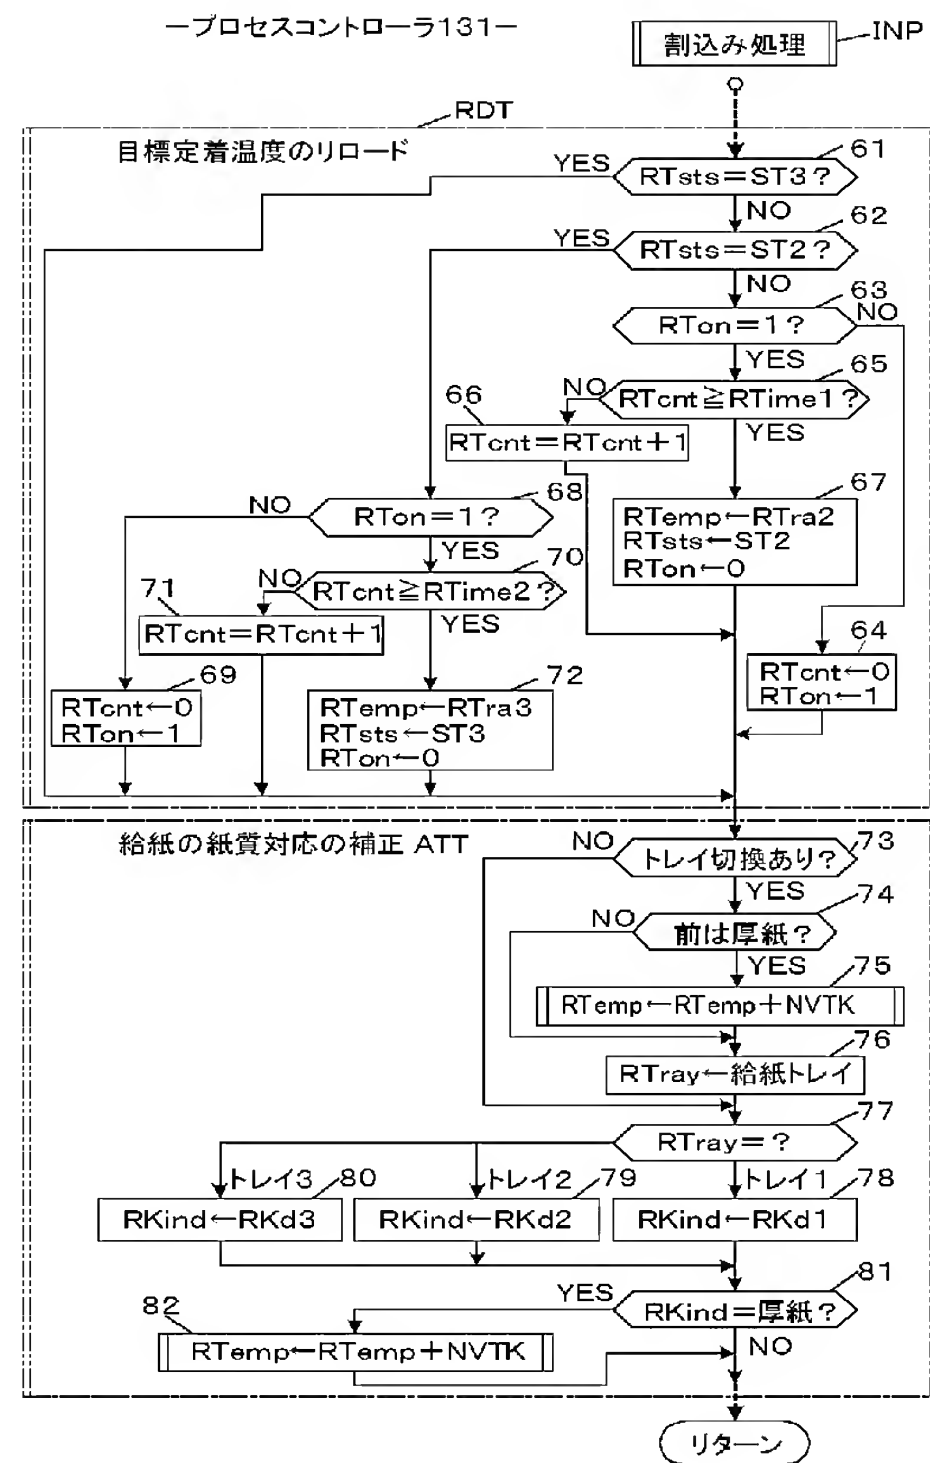 －プロセスコントローラ131－
割込み処理
INP
RDT
目標定着温度のリロード
61
YES
RTsts＝ST3？
NO
62
YES
RTsts＝ST2？
NO
63
NO
RTon＝1？
YES
65
NO
RTcnt≧RTime1？
YES
66
RTcnt＝RTcnt＋1
67
RTemp←RTra2
RTsts←ST2
RTon←0
68
NO
RTon＝1？
YES
70
NO
RTcnt≧RTime2？
YES
71
RTcnt＝RTcnt＋1
64
RTcnt←0
RTon←1
69
RTcnt←0
RTon←1
72
RTemp←RTra3
RTsts←ST3
RTon←0
給紙の紙質対応の補正 ATT
73
NO
トレイ切換あり？
YES
74
NO
前は厚紙？
YES
75
RTemp←RTemp＋NVTK
76
RTray←給紙トレイ
77
RTray＝？
トレイ3
80
トレイ2
79
トレイ1
78
RKind←RKd3
RKind←RKd2
RKind←RKd1
81
YES
RKind＝厚紙？
NO
82
RTemp←RTemp＋NVTK
リターン